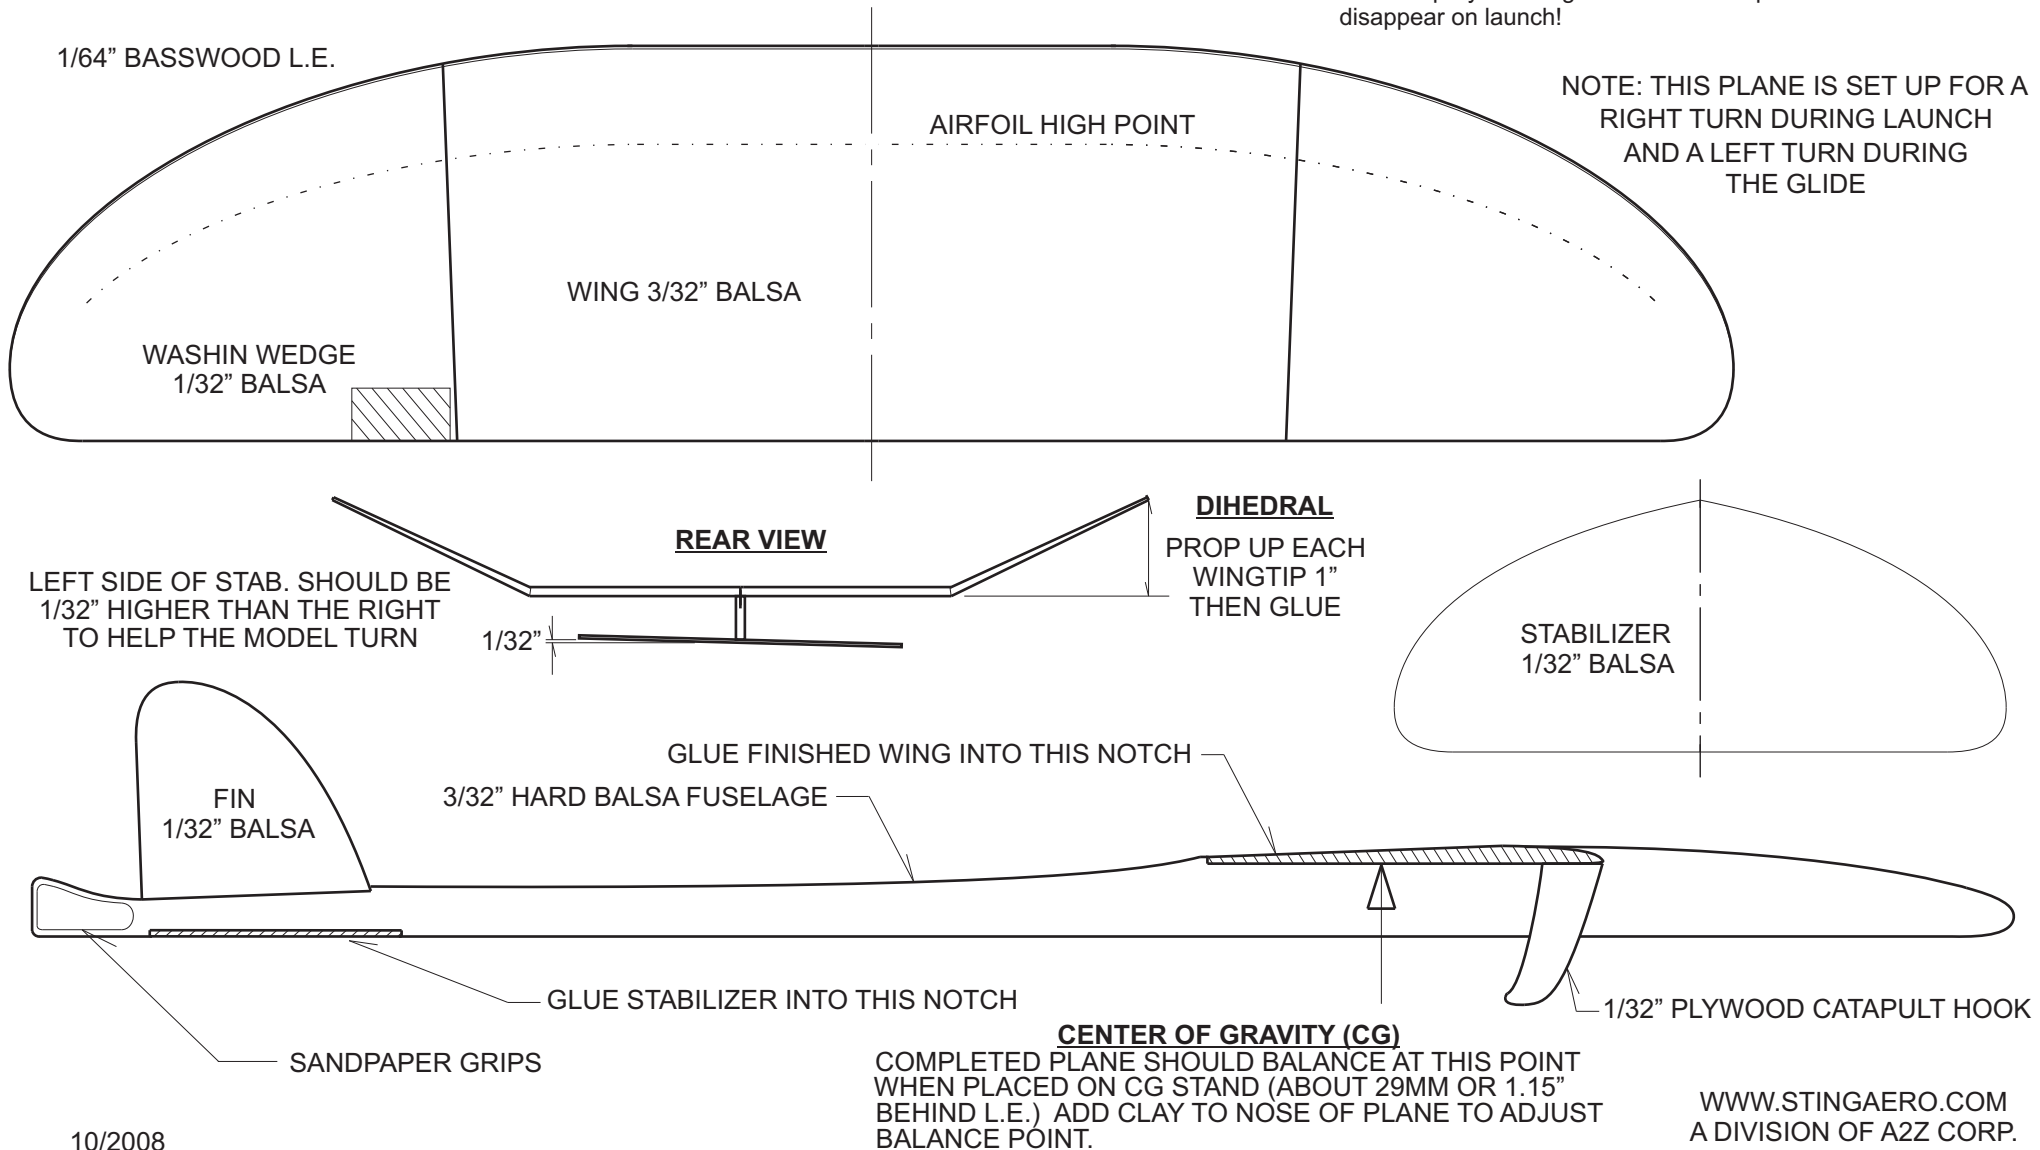 disappear on launch!
1/64” BASSWOOD L.E.
NOTE: THIS PLANE IS SET UP FOR A
RIGHT TURN DURING LAUNCH
AND A LEFT TURN DURING
THE GLIDE
AIRFOIL HIGH POINT
WING 3/32” BALSA
WASHIN WEDGE
1/32” BALSA
REAR VIEW
DIHEDRAL
PROP UP EACH
WINGTIP 1”
THEN GLUE
LEFT SIDE OF STAB. SHOULD BE
1/32” HIGHER THAN THE RIGHT
TO HELP THE MODEL TURN
1/32”
STABILIZER
1/32” BALSA
GLUE FINISHED WING INTO THIS NOTCH
3/32” HARD BALSA FUSELAGE
FIN
1/32” BALSA
GLUE STABILIZER INTO THIS NOTCH
1/32” PLYWOOD CATAPULT HOOK
SANDPAPER GRIPS
CENTER OF GRAVITY (CG)
COMPLETED PLANE SHOULD BALANCE AT THIS POINT
WHEN PLACED ON CG STAND (ABOUT 29MM OR 1.15”
BEHIND L.E.) ADD CLAY TO NOSE OF PLANE TO ADJUST
BALANCE POINT.
WWW.STINGAERO.COM
A DIVISION OF A2Z CORP.
10/2008